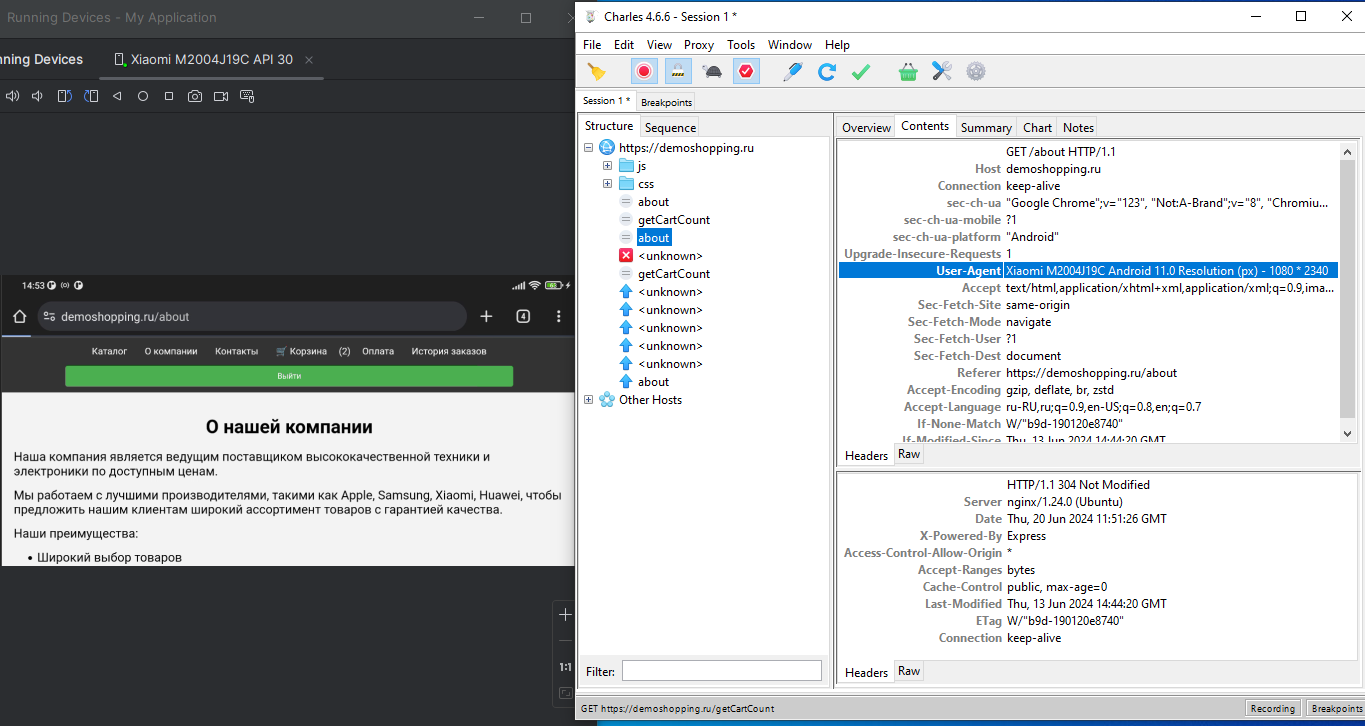 Running Devices - My Application
nning Devices
Xiaomi M2004J19C API 30
14:53
demoshopping.ru/about
4
Каталог О компании Контакты 🛒 Корзина (2) Оплата История заказов
Выйти
О нашей компании
Наша компания является ведущим поставщиком высококачественной техники и
электроники по доступным ценам.
Мы работаем с лучшими производителями, такими как Apple, Samsung, Xiaomi, Huawei, чтобы
предложить нашим клиентам широкий ассортимент товаров с гарантией качества.
Наши преимущества:
• Широкий выбор товаров
1:1
Charles 4.6.6 - Session 1 *
File Edit View Proxy Tools Window Help
Session 1 * Breakpoints
Structure Sequence
https://demoshopping.ru
js
css
about
getCartCount
about
<unknown>
getCartCount
<unknown>
<unknown>
<unknown>
<unknown>
<unknown>
about
Other Hosts
Filter:
Overview Contents Summary Chart Notes
GET /about HTTP/1.1
Host demoshopping.ru
Connection keep-alive
sec-ch-ua "Google Chrome";v="123", "Not:A-Brand";v="8", "Chromiu...
sec-ch-ua-mobile ?1
sec-ch-ua-platform "Android"
Upgrade-Insecure-Requests 1
User-Agent Xiaomi M2004J19C Android 11.0 Resolution (px) - 1080 * 2340
Accept text/html,application/xhtml+xml,application/xml;q=0.9,ima...
Sec-Fetch-Site same-origin
Sec-Fetch-Mode navigate
Sec-Fetch-User ?1
Sec-Fetch-Dest document
Referer https://demoshopping.ru/about
Accept-Encoding gzip, deflate, br, zstd
Accept-Language ru-RU,ru;q=0.9,en-US;q=0.8,en;q=0.7
If-None-Match W/"b9d-190120e8740"
If-Modified-Since Thu, 13 Jun 2024 14:44:20 GMT
Headers Raw
HTTP/1.1 304 Not Modified
Server nginx/1.24.0 (Ubuntu)
Date Thu, 20 Jun 2024 11:51:26 GMT
X-Powered-By Express
Access-Control-Allow-Origin *
Accept-Ranges bytes
Cache-Control public, max-age=0
Last-Modified Thu, 13 Jun 2024 14:44:20 GMT
ETag W/"b9d-190120e8740"
Connection keep-alive
Headers Raw
GET https://demoshopping.ru/getCartCount
Recording Breakpoints